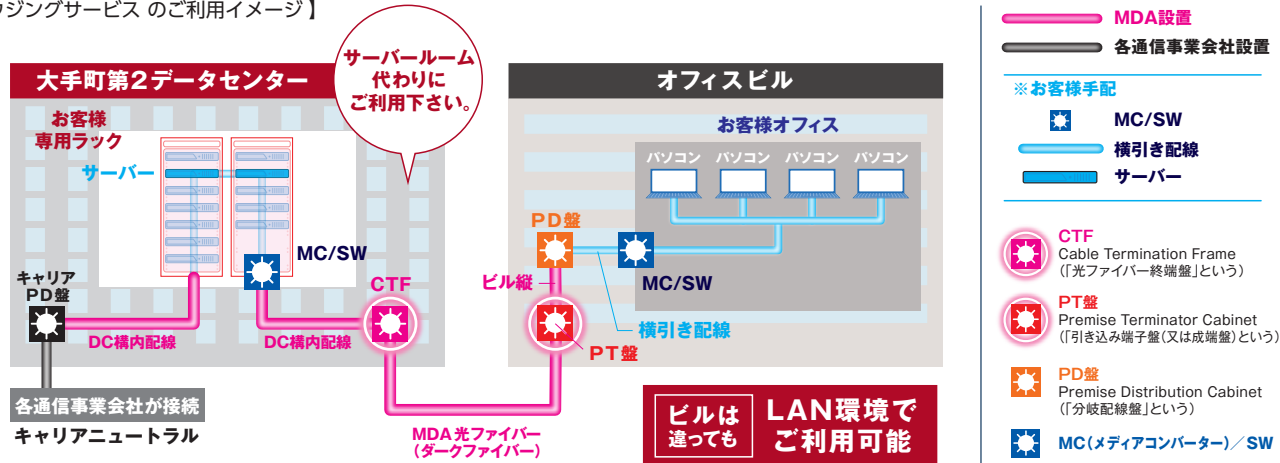 ウジングサービス のご利用イメージ】
大手町第2データセンター
サーバールーム
代わりに
ご利用下さい。
お客様
専用ラック
サーバー
MC/SW
キャリア
PD盤
CTF
DC構内配線
DC構内配線
各通信事業会社が接続
キャリアニュートラル
MDA光ファイバー
(ダークファイバー)
オフィスビル
お客様オフィス
パソコン パソコン パソコン パソコン
PD盤
ビル縦
MC/SW
横引き配線
PT盤
ビルは
違っても
LAN環境で
ご利用可能
MDA設置
各通信事業会社設置
※お客様手配
MC/SW
横引き配線
サーバー
CTF
Cable Termination Frame
(「光ファイバー終端盤」という)
PT盤
Premise Terminator Cabinet
(「引き込み端子盤(又は成端盤)という)
PD盤
Premise Distribution Cabinet
(「分岐配線盤」という)
MC(メディアコンバーター)/SW